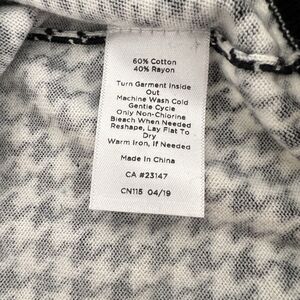 60% Cotton
40% Rayon
Turn Garment Inside
Out
Machine Wash Cold
Gentle Cycle
Only Non-Chlorine
Bleach When Needed
Reshape, Lay Flat To
Dry
Warm Iron, If Needed
Made In China
CA #23147
CN115 04/19